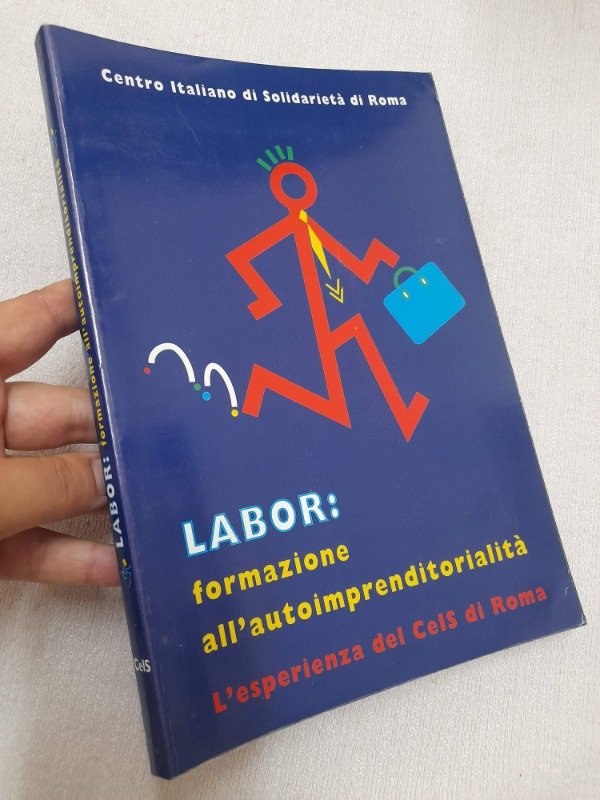 Centro Italiano di Solidarietà di Roma
LABOR:
formazione
all'autoimprenditorialità
L'esperienza del CeIS di Roma
LABOR: formazione all'autoimprenditorialità
CeIS